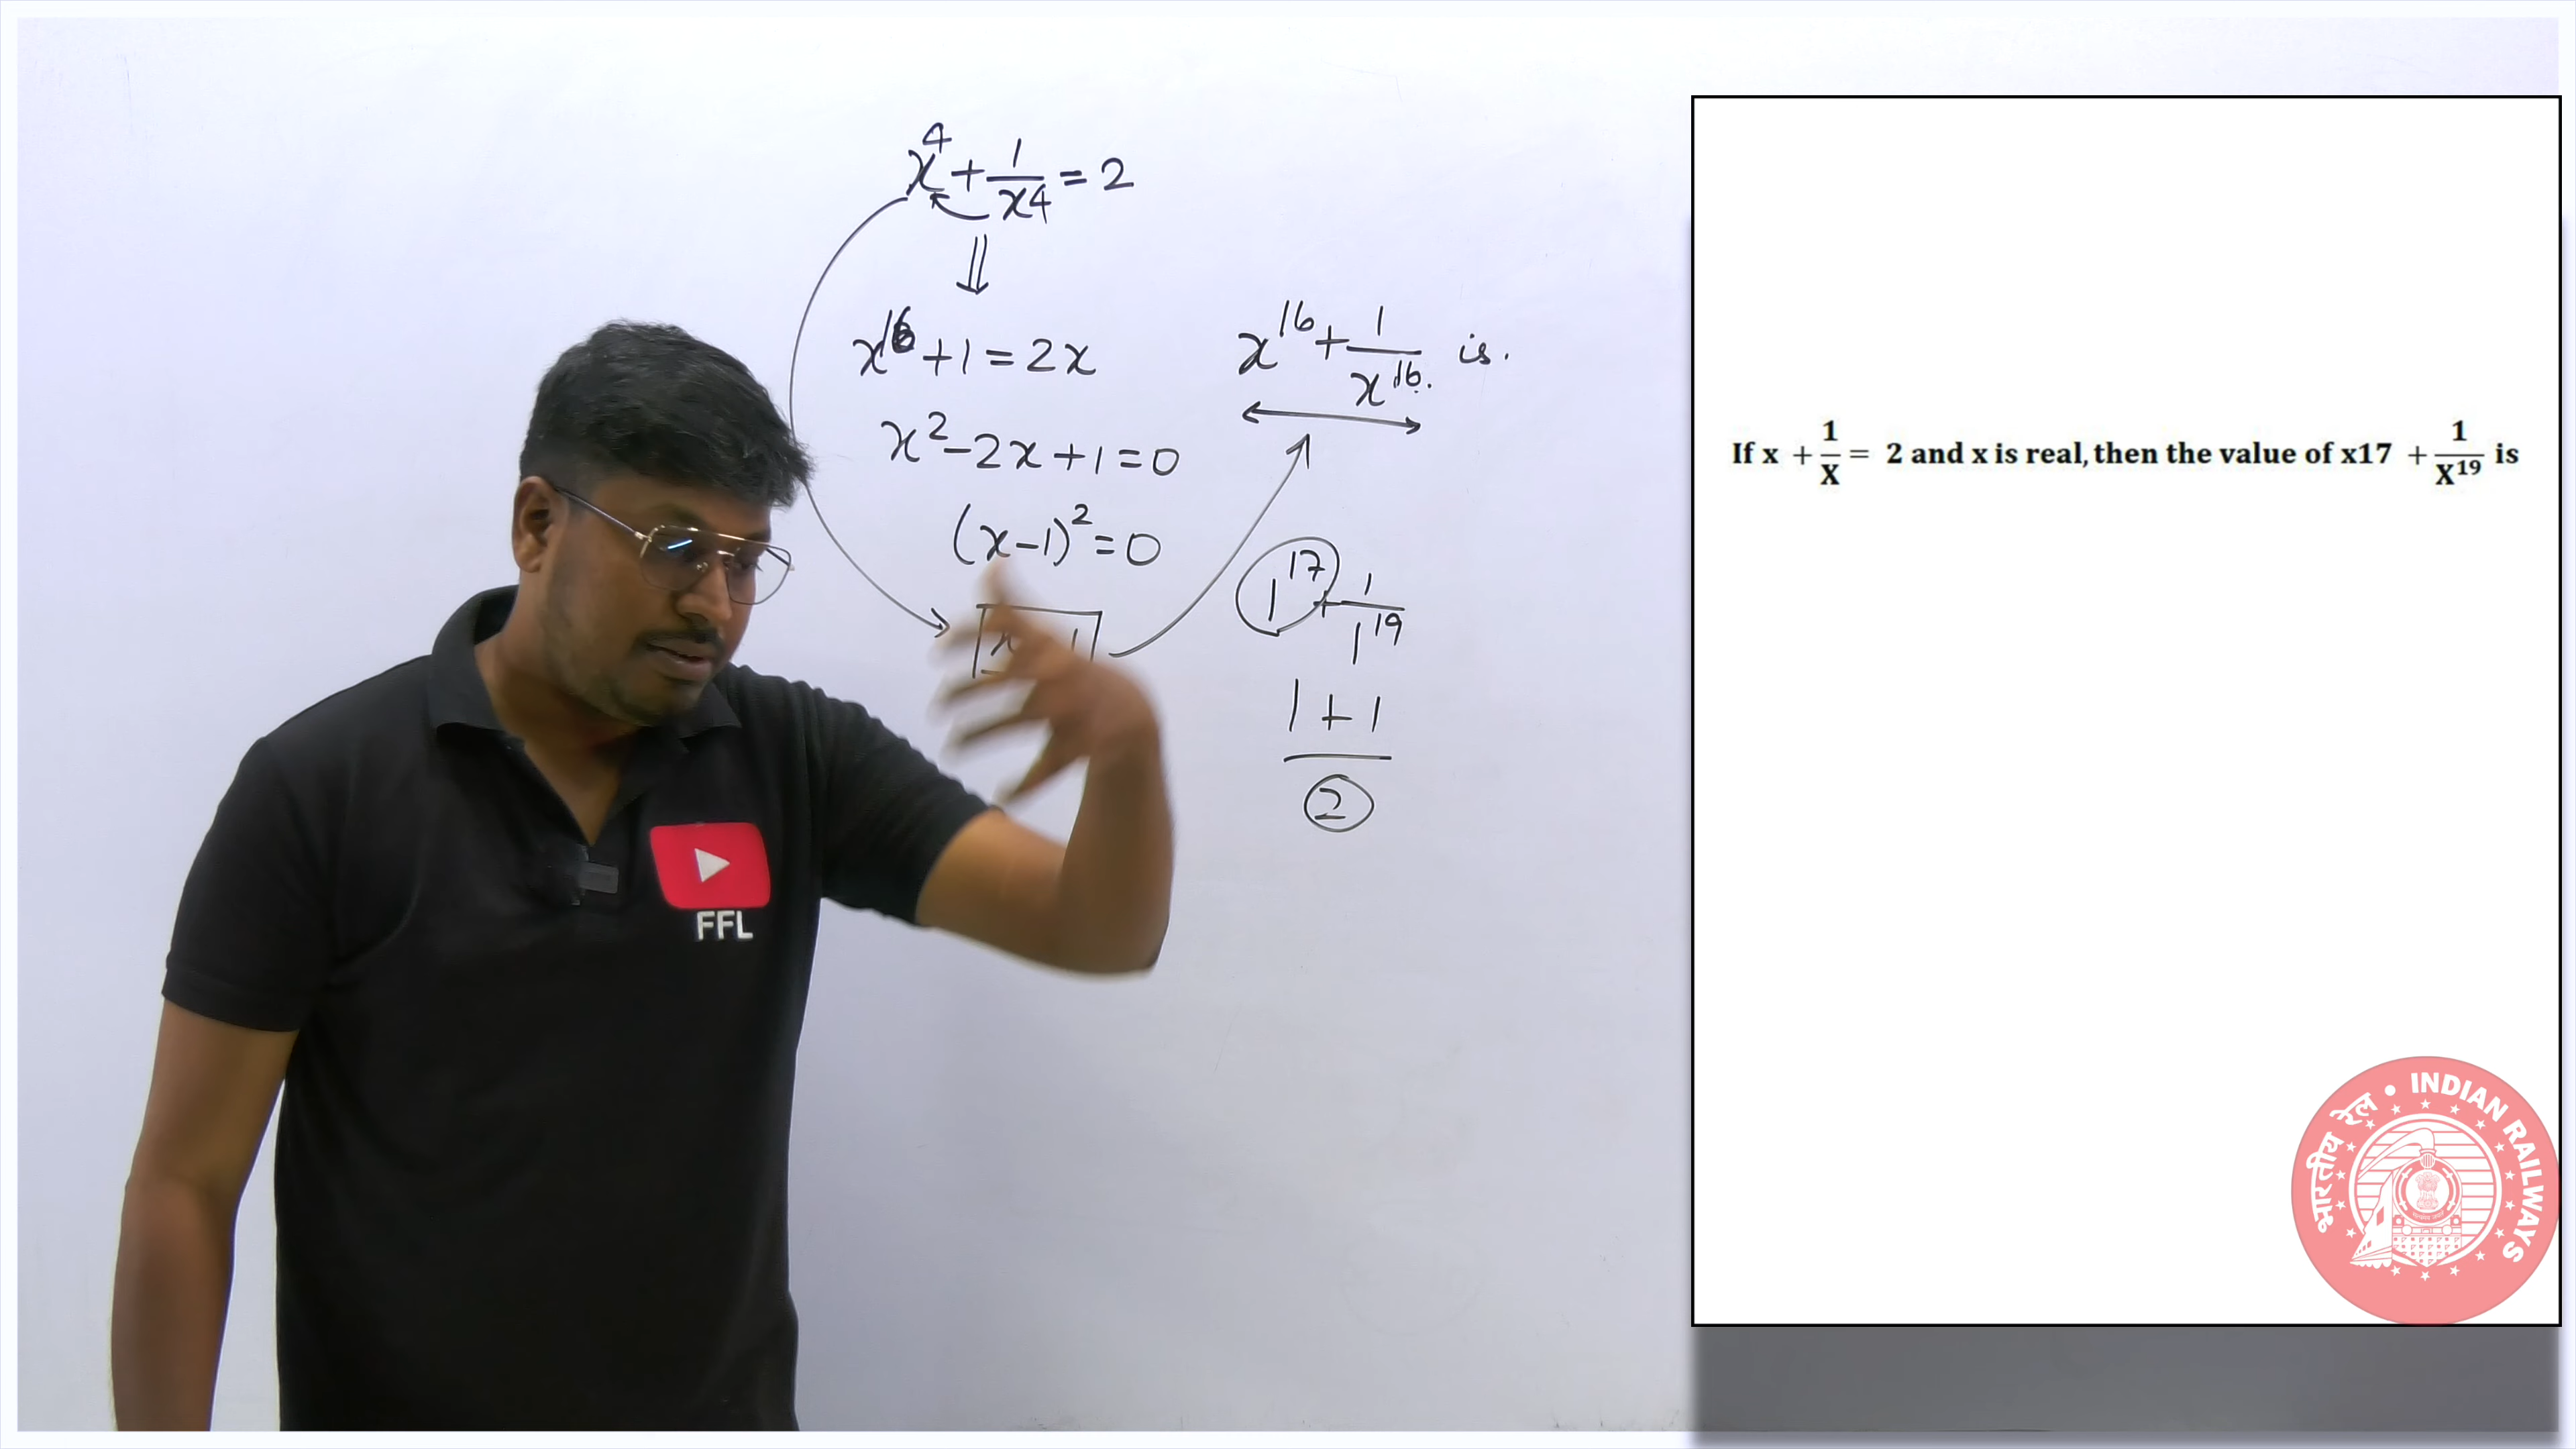 x⁴ + 1/x4 = 2
⇓
x¹⁶ + 1 = 2x
x² - 2x + 1 = 0
(x - 1)² = 0
x¹⁶ + 1/x¹⁶. is.
1¹⁷ + 1/1¹⁹
1 + 1
2
FFL
If x + 1/X = 2 and x is real, then the value of x17 + 1/X¹⁹ is
भारतीय रेल • INDIAN RAILWAYS